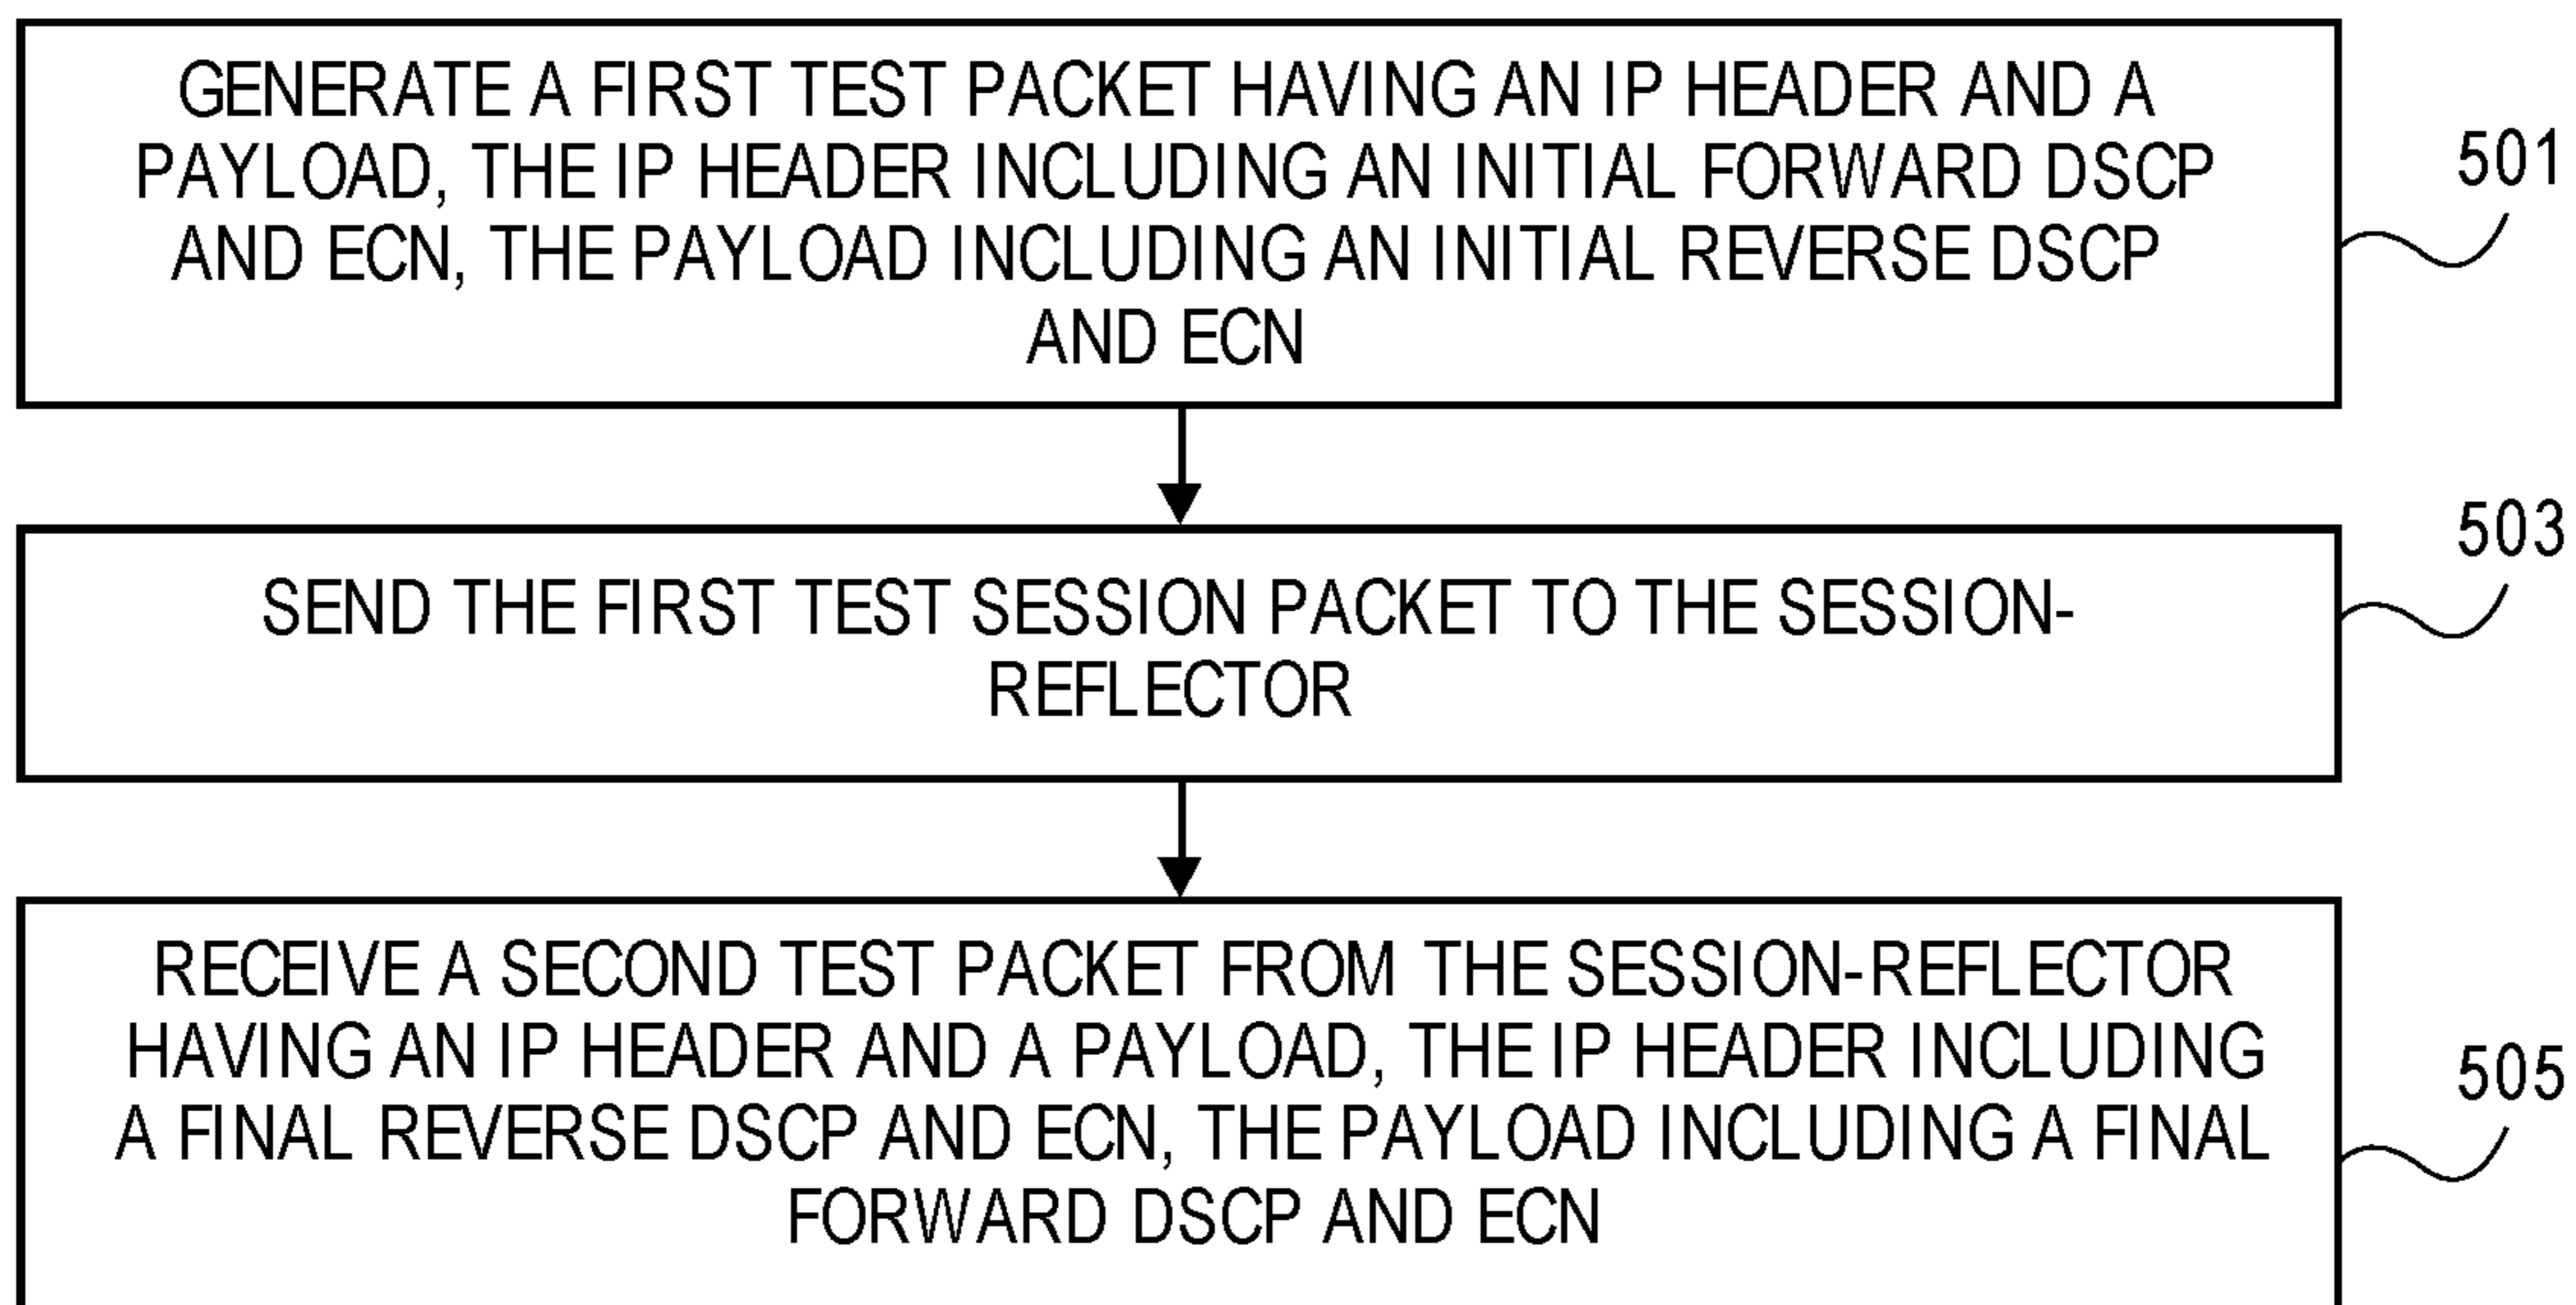 GENERATE A FIRST TEST PACKET HAVING AN IP HEADER AND A
PAYLOAD, THE IP HEADER INCLUDING AN INITIAL FORWARD DSCP
AND ECN, THE PAYLOAD INCLUDING AN INITIAL REVERSE DSCP
AND ECN
501
SEND THE FIRST TEST SESSION PACKET TO THE SESSION-
REFLECTOR
503
RECEIVE A SECOND TEST PACKET FROM THE SESSION-REFLECTOR
HAVING AN IP HEADER AND A PAYLOAD, THE IP HEADER INCLUDING
A FINAL REVERSE DSCP AND ECN, THE PAYLOAD INCLUDING A FINAL
FORWARD DSCP AND ECN
505